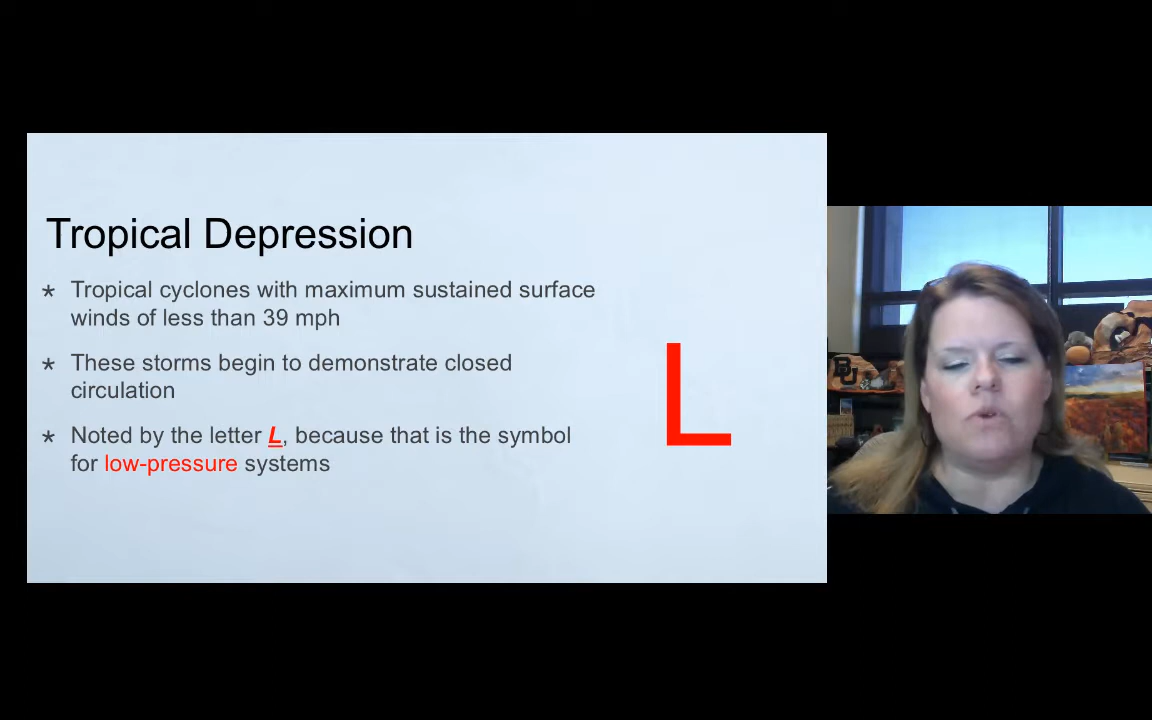 Tropical Depression
* Tropical cyclones with maximum sustained surface
winds of less than 39 mph
* These storms begin to demonstrate closed
circulation
* Noted by the letter L, because that is the symbol
for low-pressure systems
L
BU